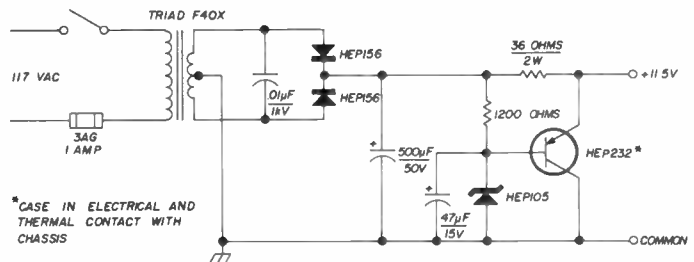 TRIAD F40X
117 VAC
3AG
1 AMP
.01µF
1kV
HEP156
HEP156
36 OHMS
2W
+11.5V
1200 OHMS
+
500µF
50V
HEP232*
+
47µF
15V
HEP105
*CASE IN ELECTRICAL AND
THERMAL CONTACT WITH
CHASSIS
COMMON